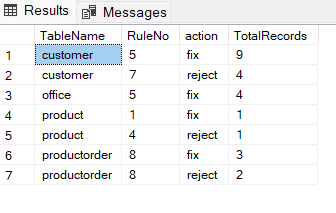 Results Messages
TableName RuleNo action TotalRecords
1 customer 5 fix 9
2 customer 7 reject 4
3 office 5 fix 4
4 product 1 fix 1
5 product 4 reject 1
6 productorder 8 fix 3
7 productorder 8 reject 2